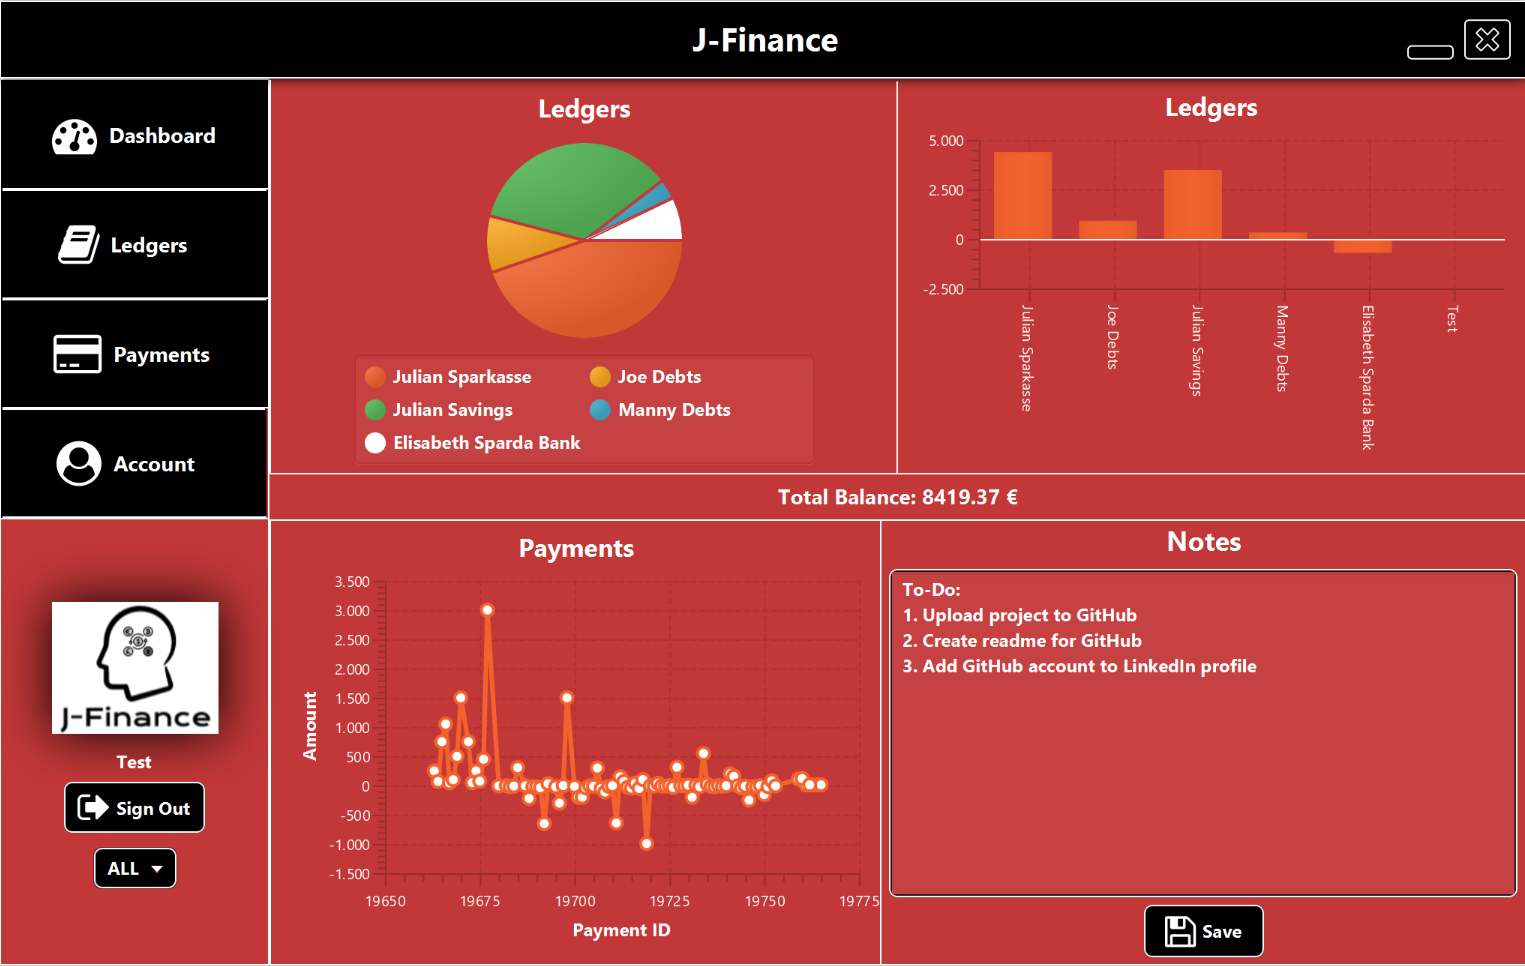 J-Finance
Dashboard
Ledgers
Payments
Account
Test
Sign Out
ALL
Ledgers
Julian Sparkasse
Joe Debts
Julian Savings
Manny Debts
Elisabeth Sparda Bank
Ledgers
5.000
2.500
0
-2.500
Julian Sparkasse
Joe Debts
Julian Savings
Manny Debts
Elisabeth Sparda Bank
Test
Total Balance: 8419.37 €
Payments
Amount
3.500
3.000
2.500
2.000
1.500
1.000
500
0
-500
-1.000
-1.500
19650
19675
19700
19725
19750
19775
Payment ID
Notes
To-Do:
1. Upload project to GitHub
2. Create readme for GitHub
3. Add GitHub account to LinkedIn profile
Save
J-Finance